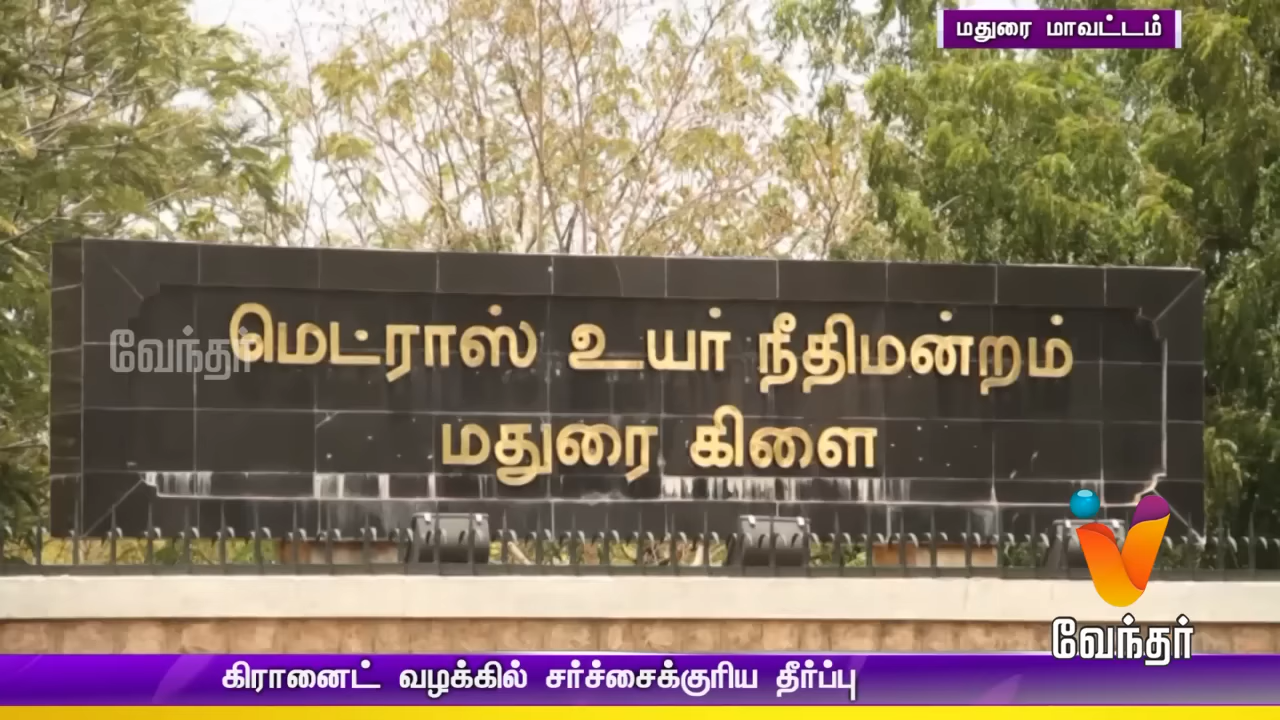 மதுரை மாவட்டம்
வேந்தர்
மெட்ராஸ் உயர் நீதிமன்றம்
மதுரை கிளை
வேந்தர்
கிரானைட் வழக்கில் சர்ச்சைக்குரிய தீர்ப்பு